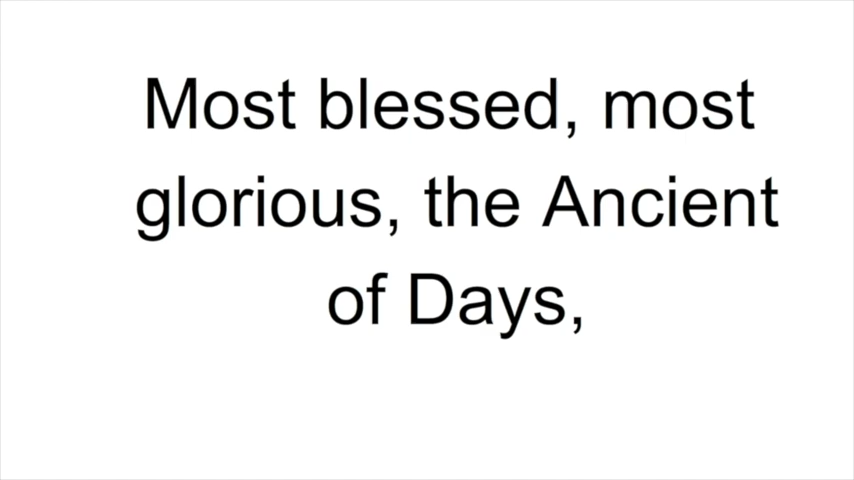 Most blessed, most
glorious, the Ancient
of Days,